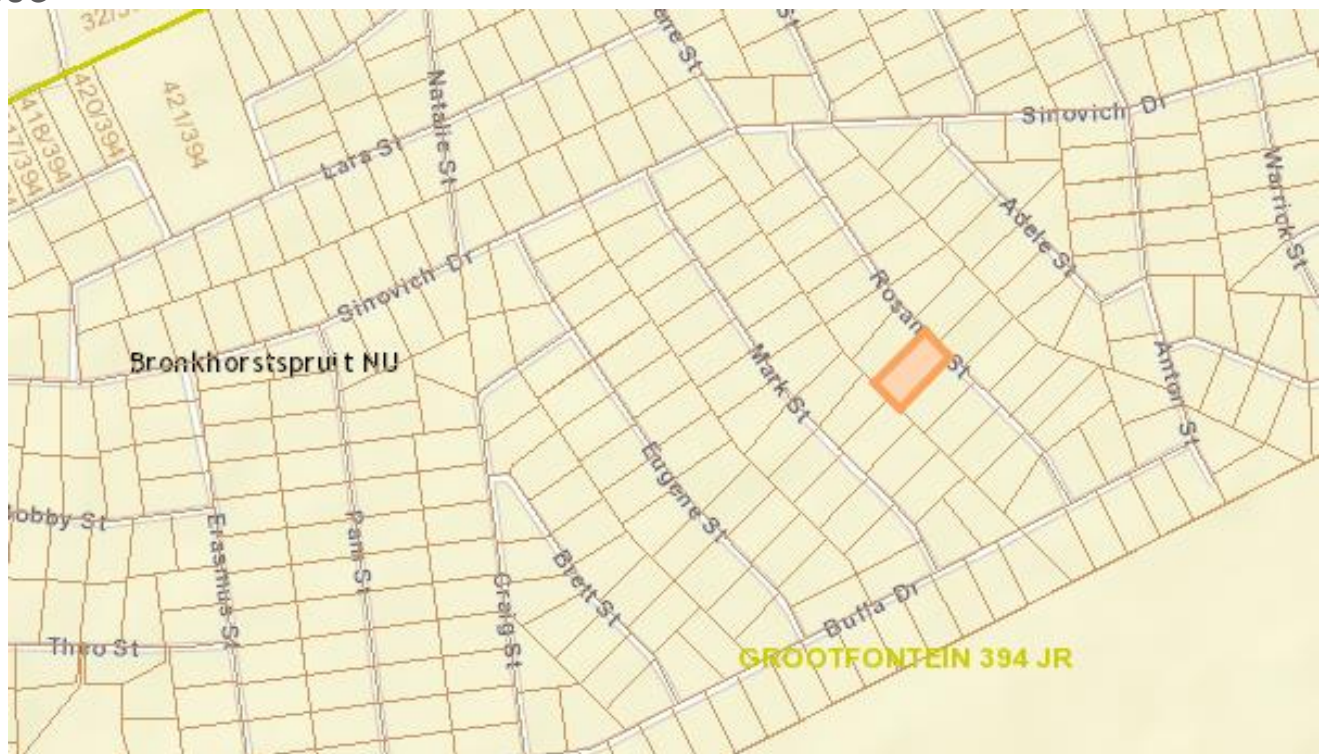 420/394
421/394
418/394
Natalie St
Sinovich Dr
Lara St
Warrick St
Adele St
Sinovich Dr
Rosan
St
Bronkhorstspruit NU
Mark St
Anton St
Eugene St
Erasmus St
Pam St
Brett St
Craig St
Buffa Dr
Theo St
GROOTFONTEIN 394 JR